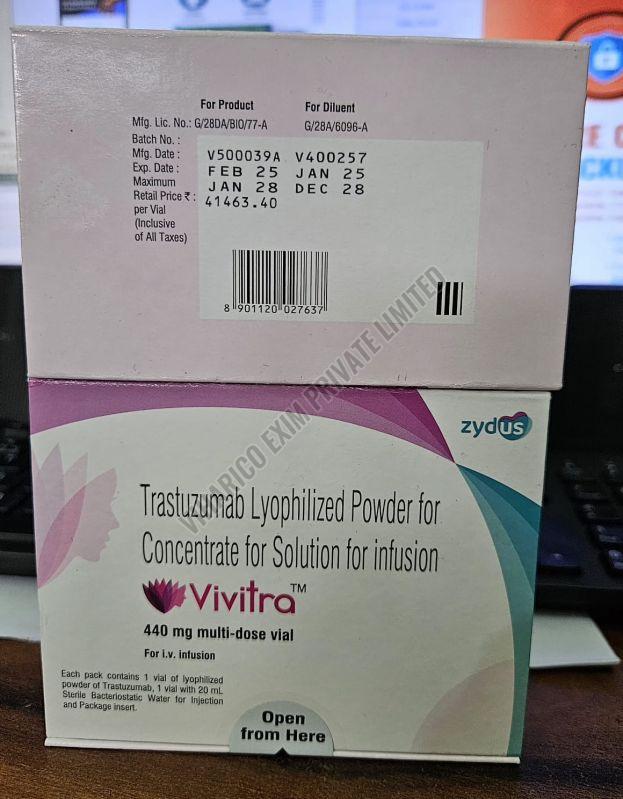 For Product For Diluent
Mfg. Lic. No.: G/28DA/BIO/77-A G/28A/6096-A
Batch No. : V500039A V400257
Mfg. Date : FEB 25 JAN 25
Exp. Date : JAN 28 DEC 28
Maximum
Retail Price ₹ : 41463.40
per Vial
(Inclusive
of All Taxes)
8 901120 027637
VIVARICO EXIM PRIVATE LIMITED
zydus
Trastuzumab Lyophilized Powder for
Concentrate for Solution for infusion
Vivitra™
440 mg multi-dose vial
For i.v. infusion
Each pack contains 1 vial of lyophilized
powder of Trastuzumab, 1 vial with 20 mL
Sterile Bacteriostatic Water for Injection
and Package insert.
Open
from Here